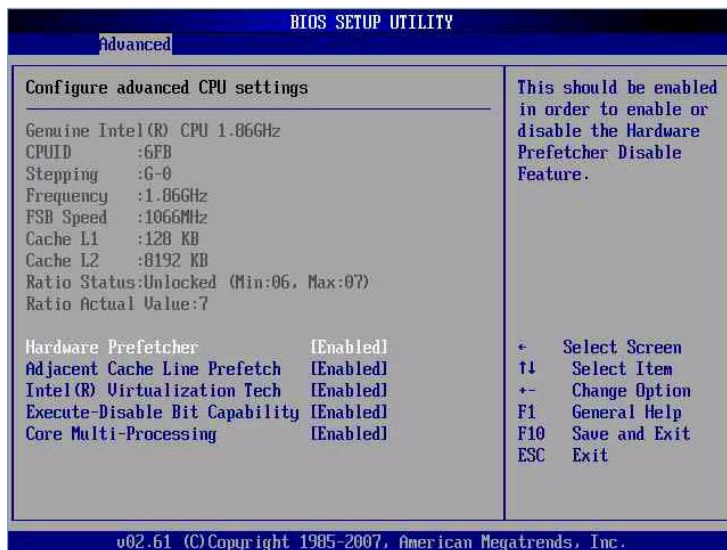 BIOS SETUP UTILITY
Advanced
Configure advanced CPU settings
Genuine Intel(R) CPU 1.86GHz
CPUID :6FB
Stepping :G-0
Frequency :1.86GHz
FSB Speed :1066MHz
Cache L1 :128 KB
Cache L2 :8192 KB
Ratio Status:Unlocked (Min:06, Max:07)
Ratio Actual Value:7
Hardware Prefetcher [Enabled]
Adjacent Cache Line Prefetch [Enabled]
Intel(R) Virtualization Tech [Enabled]
Execute-Disable Bit Capability [Enabled]
Core Multi-Processing [Enabled]
This should be enabled
in order to enable or
disable the Hardware
Prefetcher Disable
Feature.
← Select Screen
↑↓ Select Item
+- Change Option
F1 General Help
F10 Save and Exit
ESC Exit
v02.61 (C)Copyright 1985-2007, American Megatrends, Inc.